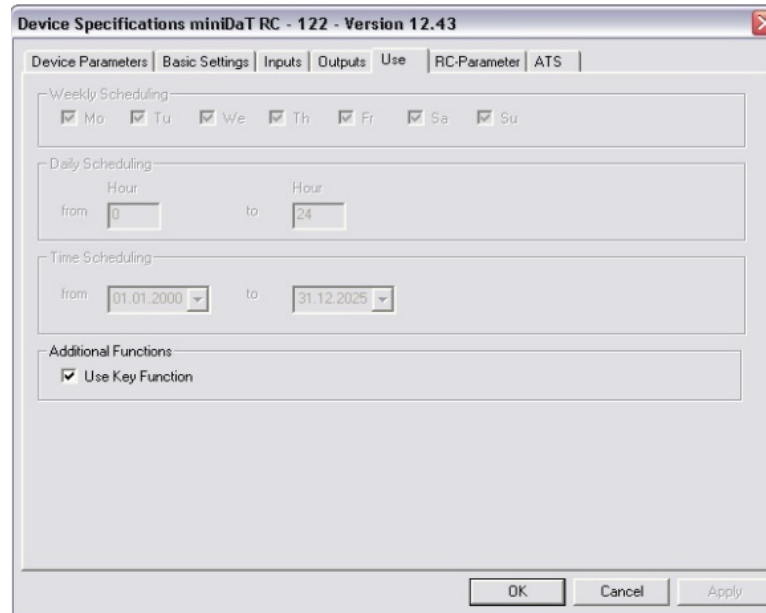 Device Specifications miniDaT RC - 122 - Version 12.43
Device Parameters Basic Settings Inputs Outputs Use RC-Parameter ATS
Weekly Scheduling
Mo Tu We Th Fr Sa Su
Daily Scheduling
Hour Hour
from 0 to 24
Time Scheduling
from 01.01.2000 to 31.12.2025
Additional Functions
Use Key Function
OK Cancel Apply